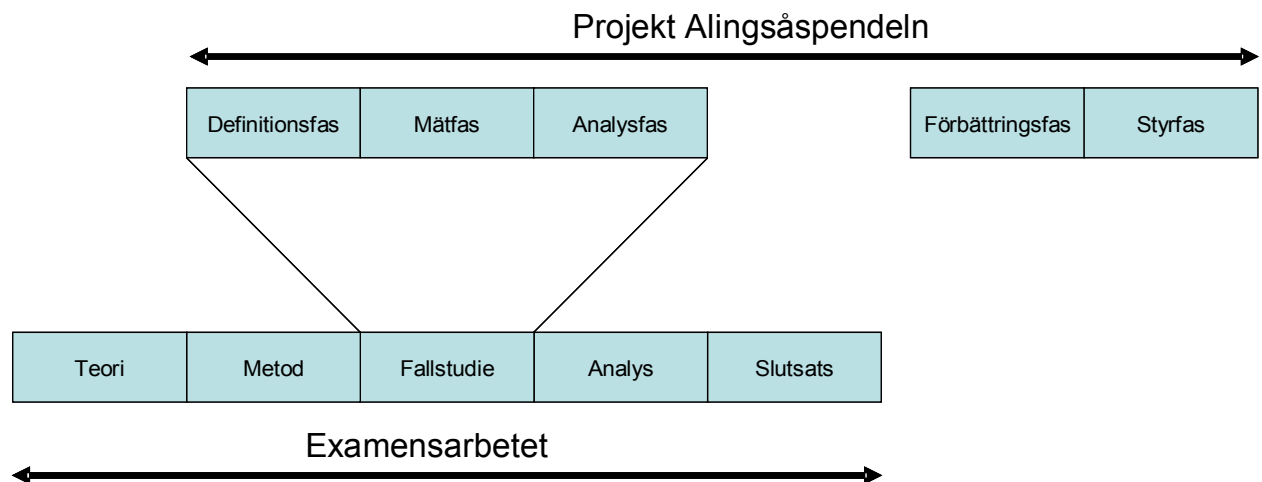 Projekt Alingsåspendeln
Definitionsfas Mätfas Analysfas Förbättringsfas Styrfas
Teori Metod Fallstudie Analys Slutsats
Examensarbetet